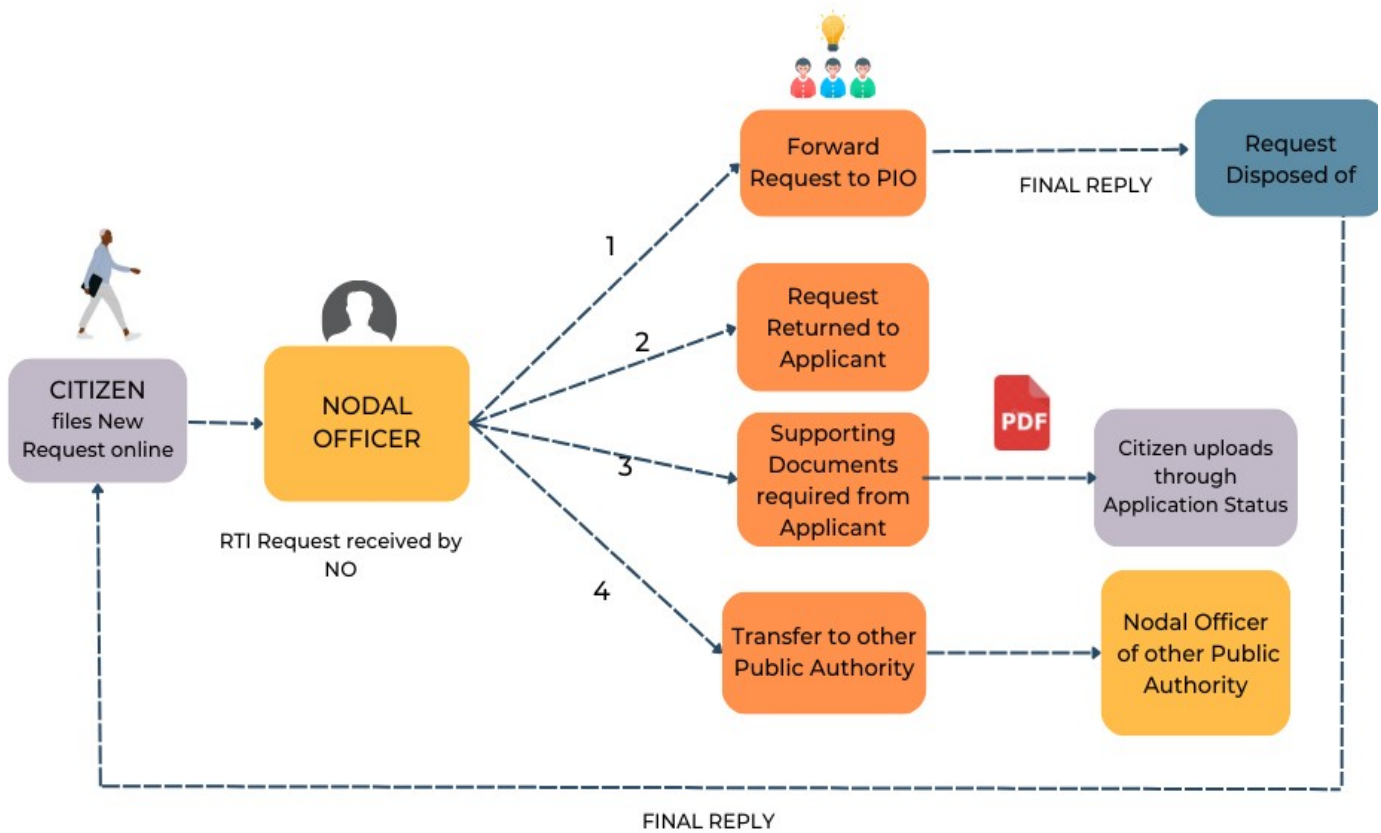 Forward
Request to PIO
FINAL REPLY
Request
Disposed of
1
CITIZEN
files New
Request online
NODAL
OFFICER
RTI Request received by
NO
2
Request
Returned to
Applicant
3
Supporting
Documents
required from
Applicant
PDF
Citizen uploads
through
Application Status
4
Transfer to other
Public Authority
Nodal Officer
of other Public
Authority
FINAL REPLY